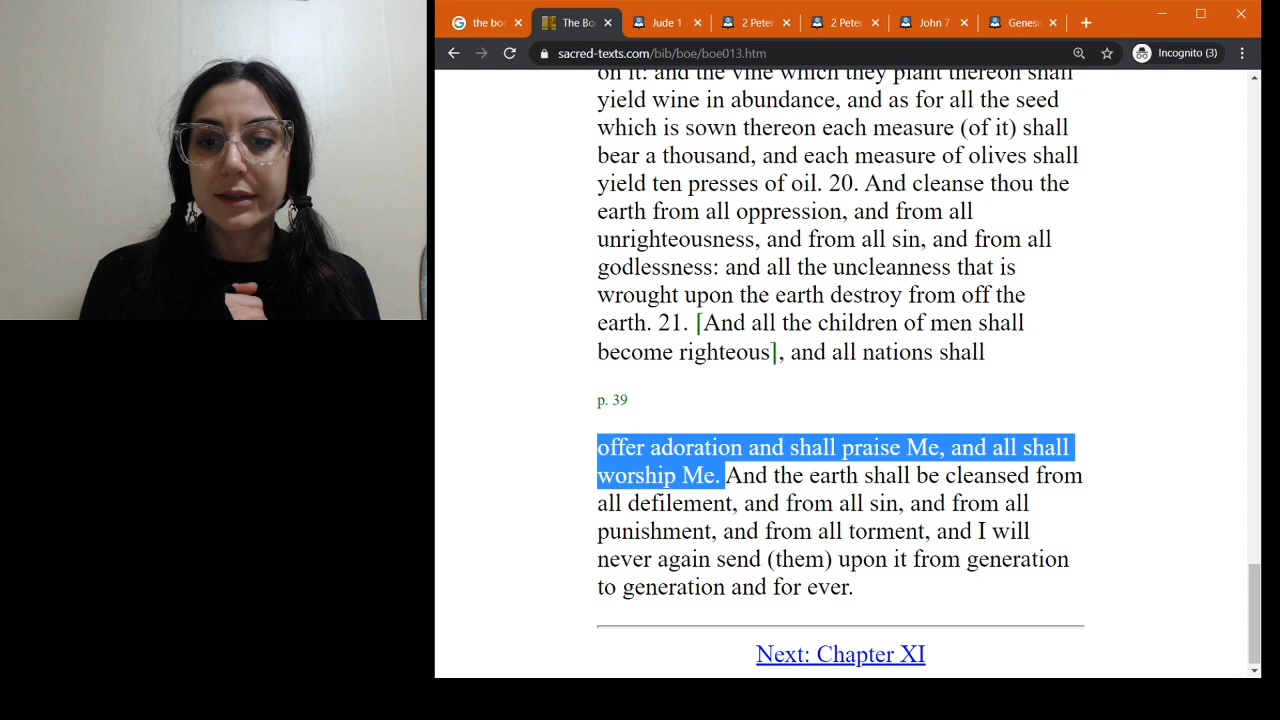 the boo
The Bo
Jude 1
2 Peter
2 Peter
John 7
Genesi
sacred-texts.com/bib/boe/boe013.htm
Incognito (3)
on it: and the vine which they plant thereon shall
yield wine in abundance, and as for all the seed
which is sown thereon each measure (of it) shall
bear a thousand, and each measure of olives shall
yield ten presses of oil. 20. And cleanse thou the
earth from all oppression, and from all
unrighteousness, and from all sin, and from all
godlessness: and all the uncleanness that is
wrought upon the earth destroy from off the
earth. 21. ⌈And all the children of men shall
become righteous⌉, and all nations shall
p. 39
offer adoration and shall praise Me, and all shall
worship Me. And the earth shall be cleansed from
all defilement, and from all sin, and from all
punishment, and from all torment, and I will
never again send (them) upon it from generation
to generation and for ever.
Next: Chapter XI